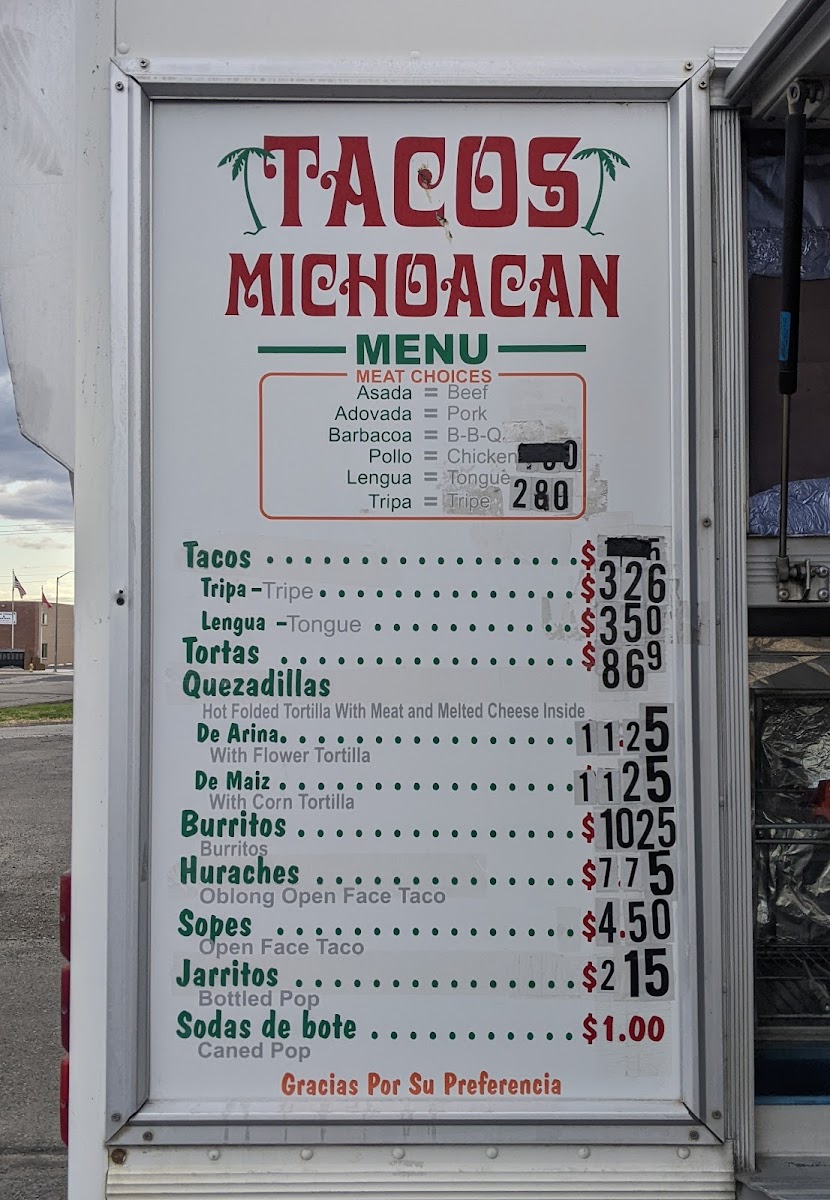 TACOS
MICHOACAN
MENU
MEAT CHOICES
Asada = Beef
Adovada = Pork
Barbacoa = B-B-Q
Pollo = Chicken
Lengua = Tongue
Tripa = Tripe 280
Tacos . . . . . . . . . . . . . . . . . . $
Tripa - Tripe . . . . . . . . . . . . . . . $326
Lengua - Tongue . . . . . . . . . . . . $350
Tortas . . . . . . . . . . . . . . . . . $869
Quezadillas
Hot Folded Tortilla With Meat and Melted Cheese Inside
De Arina. . . . . . . . . . . . . . . . . 11.25
With Flower Tortilla
De Maiz . . . . . . . . . . . . . . . . . 1125
With Corn Tortilla
Burritos . . . . . . . . . . . . . . . . $1025
Burritos
Huraches . . . . . . . . . . . . . . . $7.75
Oblong Open Face Taco
Sopes . . . . . . . . . . . . . . . . . $4.50
Open Face Taco
Jarritos . . . . . . . . . . . . . . . . $215
Bottled Pop
Sodas de bote . . . . . . . . . . . . $1.00
Caned Pop
Gracias Por Su Preferencia